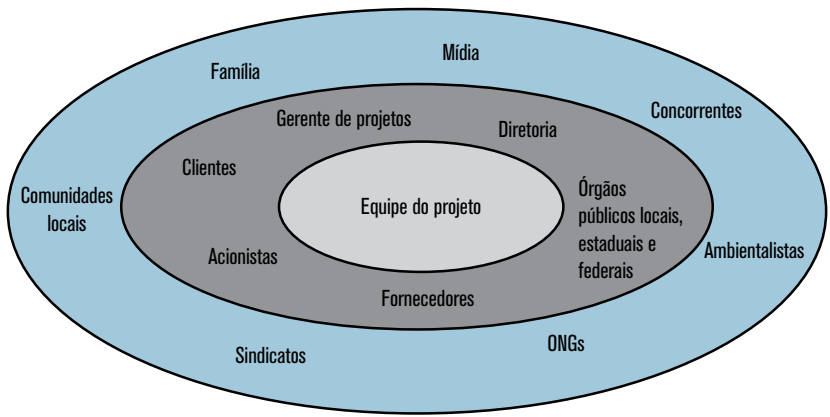 Mídia
Família
Concorrentes
Gerente de projetos
Diretoria
Clientes
Comunidades
locais
Equipe do projeto
Órgãos
públicos locais,
estaduais e
federais
Ambientalistas
Acionistas
Fornecedores
Sindicatos
ONGs